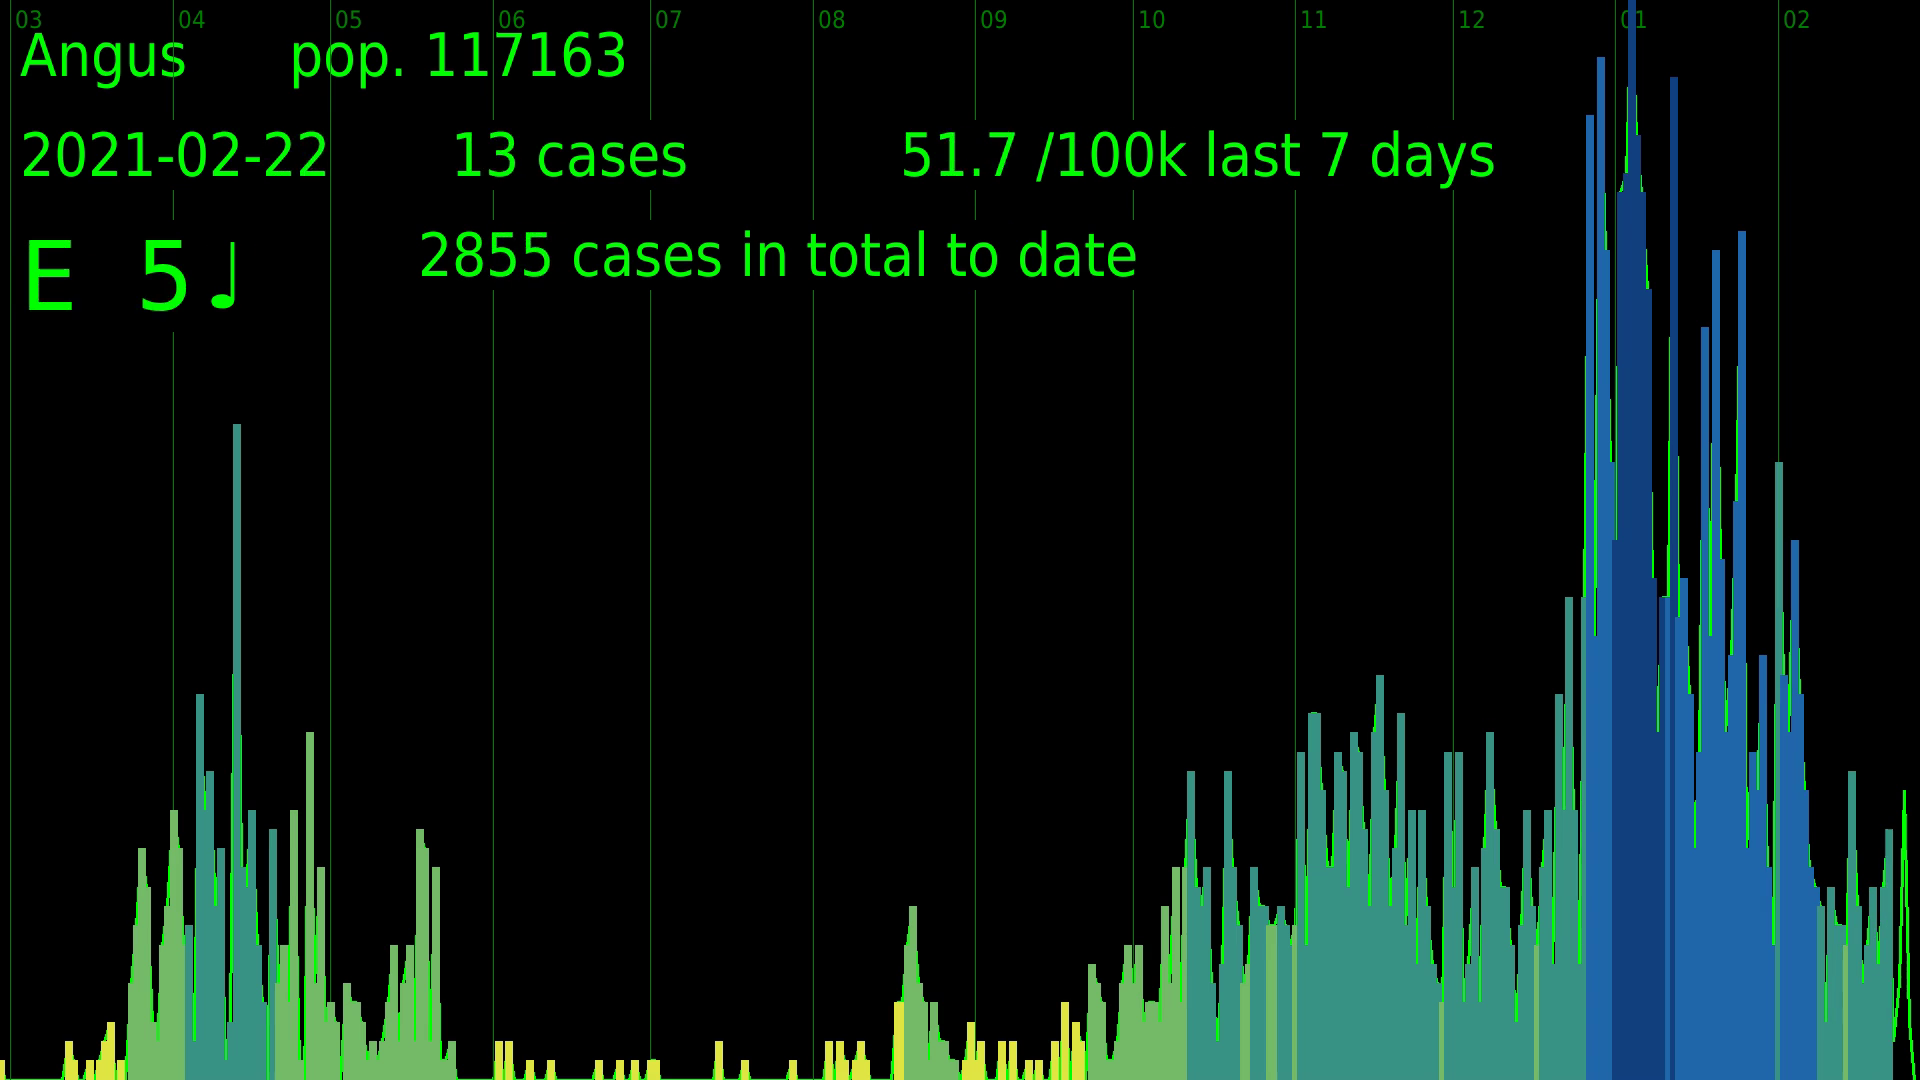 03 04 05 06 07 08 09 10 11 12 01 02
Angus pop. 117163
2021-02-22 13 cases 51.7 /100k last 7 days
E 5♩ 2855 cases in total to date